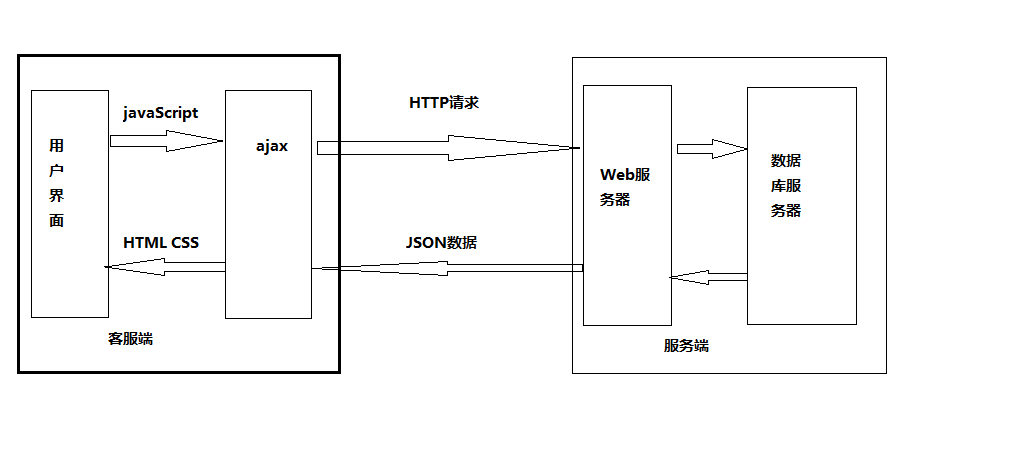 javaScript
用
户
界
面
ajax
HTML CSS
客服端
HTTP请求
JSON数据
Web服
务器
数据
库服
务器
服务端